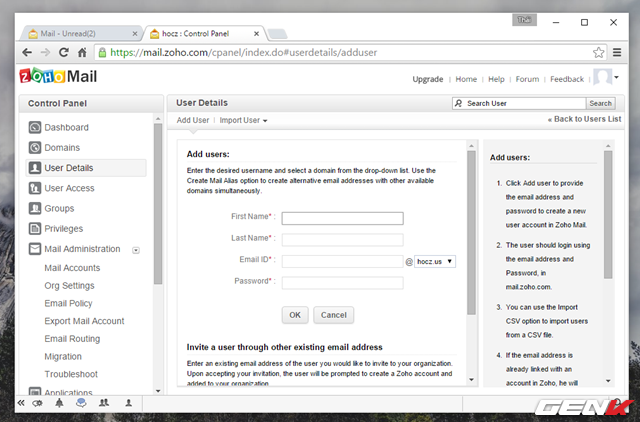 Thái
Mail - Unread(2)
hocz : Control Panel
https://mail.zoho.com/cpanel/index.do#userdetails/adduser
ZOHO Mail
Upgrade | Home | Help | Forum | Feedback
Control Panel
Dashboard
Domains
User Details
User Access
Groups
Privileges
Mail Administration
Mail Accounts
Org Settings
Email Policy
Export Mail Account
Email Routing
Migration
Troubleshoot
Applications
User Details
Search User
Search
Add User | Import User
« Back to Users List
Add users:
Enter the desired username and select a domain from the drop-down list. Use the
Create Mail Alias option to create alternative email addresses with other available
domains simultaneously.
First Name* :
Last Name* :
Email ID* :
@ hocz.us
Password* :
OK
Cancel
Invite a user through other existing email address
Enter an existing email address of the user you would like to invite to your organization.
Upon accepting your invitation, the user will be prompted to create a Zoho account and
added to your organization.
Add users:
1. Click Add user to provide
the email address and
password to create a new
user account in Zoho Mail.
2. The user should login using
the email address and
Password, in
mail.zoho.com.
3. You can use the Import
CSV option to import users
from a CSV file.
4. If the email address is
already linked with an
account in Zoho, he will
GENK